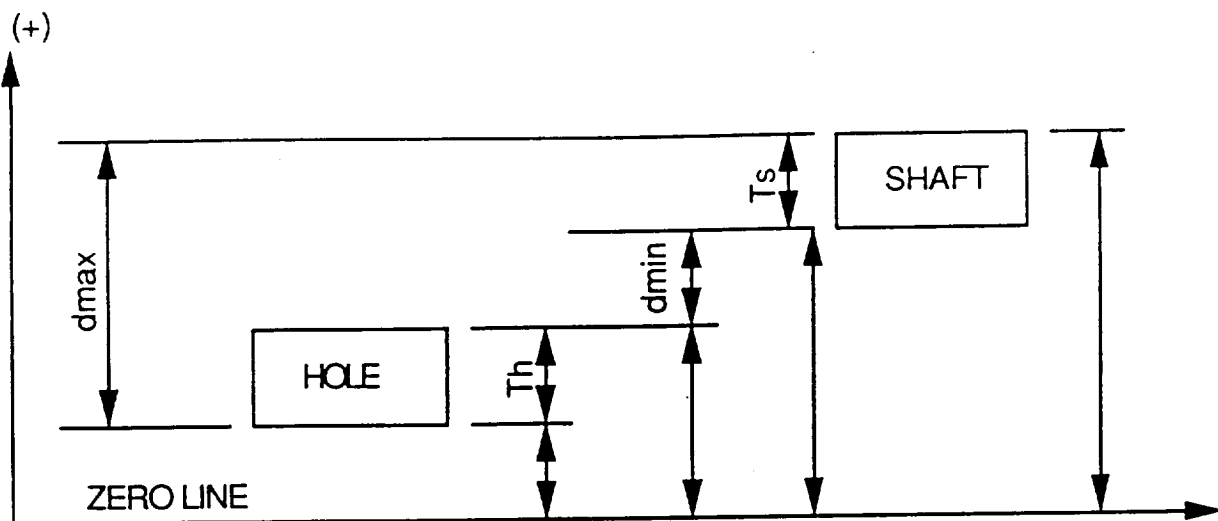 (+)
SHAFT
Ts
dmin
dmax
HOLE
Th
ZERO LINE